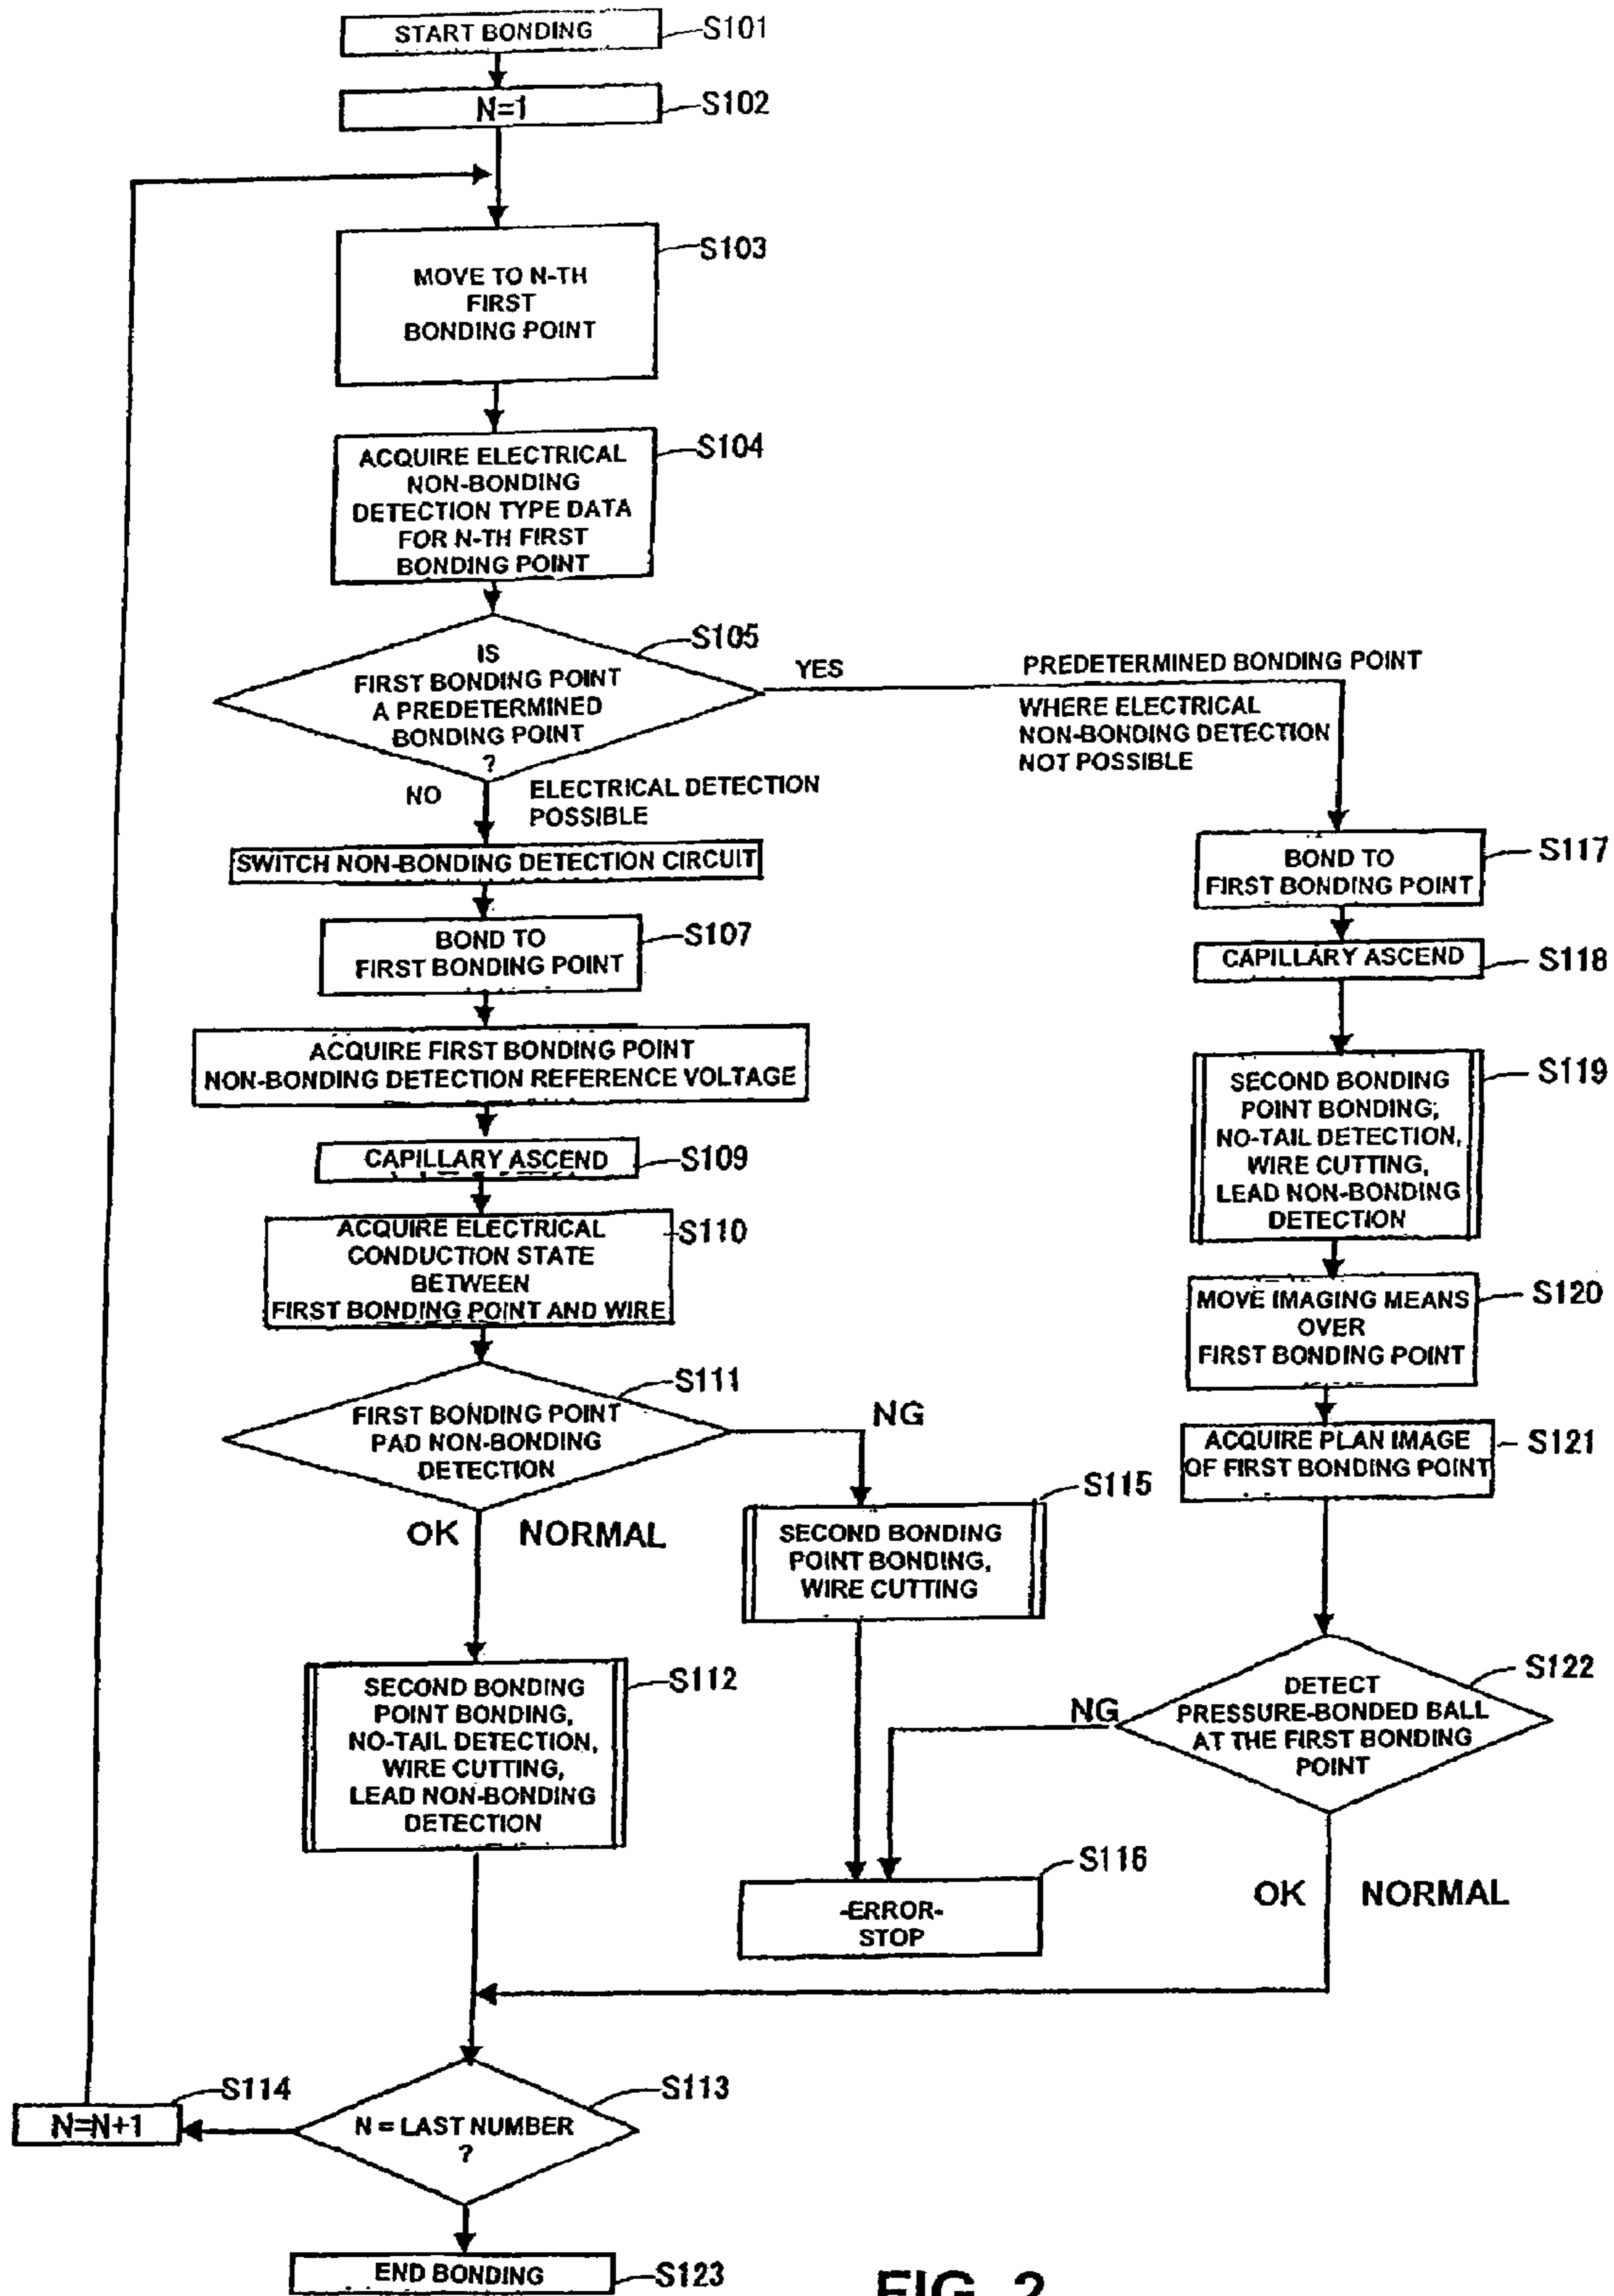 START BONDING
S101
N=1
S102
MOVE TO N-TH
FIRST
BONDING POINT
S103
ACQUIRE ELECTRICAL
NON-BONDING
DETECTION TYPE DATA
FOR N-TH FIRST
BONDING POINT
S104
IS
FIRST BONDING POINT
A PREDETERMINED
BONDING POINT
?
S105
YES
PREDETERMINED BONDING POINT
WHERE ELECTRICAL
NON-BONDING DETECTION
NOT POSSIBLE
NO
ELECTRICAL DETECTION
POSSIBLE
SWITCH NON-BONDING DETECTION CIRCUIT
BOND TO
FIRST BONDING POINT
S107
ACQUIRE FIRST BONDING POINT
NON-BONDING DETECTION REFERENCE VOLTAGE
CAPILLARY ASCEND
S109
ACQUIRE ELECTRICAL
CONDUCTION STATE
BETWEEN
FIRST BONDING POINT AND WIRE
S110
FIRST BONDING POINT
PAD NON-BONDING
DETECTION
S111
NG
OK
NORMAL
SECOND BONDING
POINT BONDING,
WIRE CUTTING
S115
SECOND BONDING
POINT BONDING,
NO-TAIL DETECTION,
WIRE CUTTING,
LEAD NON-BONDING
DETECTION
S112
BOND TO
FIRST BONDING POINT
S117
CAPILLARY ASCEND
S118
SECOND BONDING
POINT BONDING,
NO-TAIL DETECTION,
WIRE CUTTING,
LEAD NON-BONDING
DETECTION
S119
MOVE IMAGING MEANS
OVER
FIRST BONDING POINT
S120
ACQUIRE PLAN IMAGE
OF FIRST BONDING POINT
S121
DETECT
PRESSURE-BONDED BALL
AT THE FIRST BONDING
POINT
S122
NG
OK
NORMAL
-ERROR-
STOP
S116
N = LAST NUMBER
?
S113
N=N+1
S114
END BONDING
S123
FIG. 2